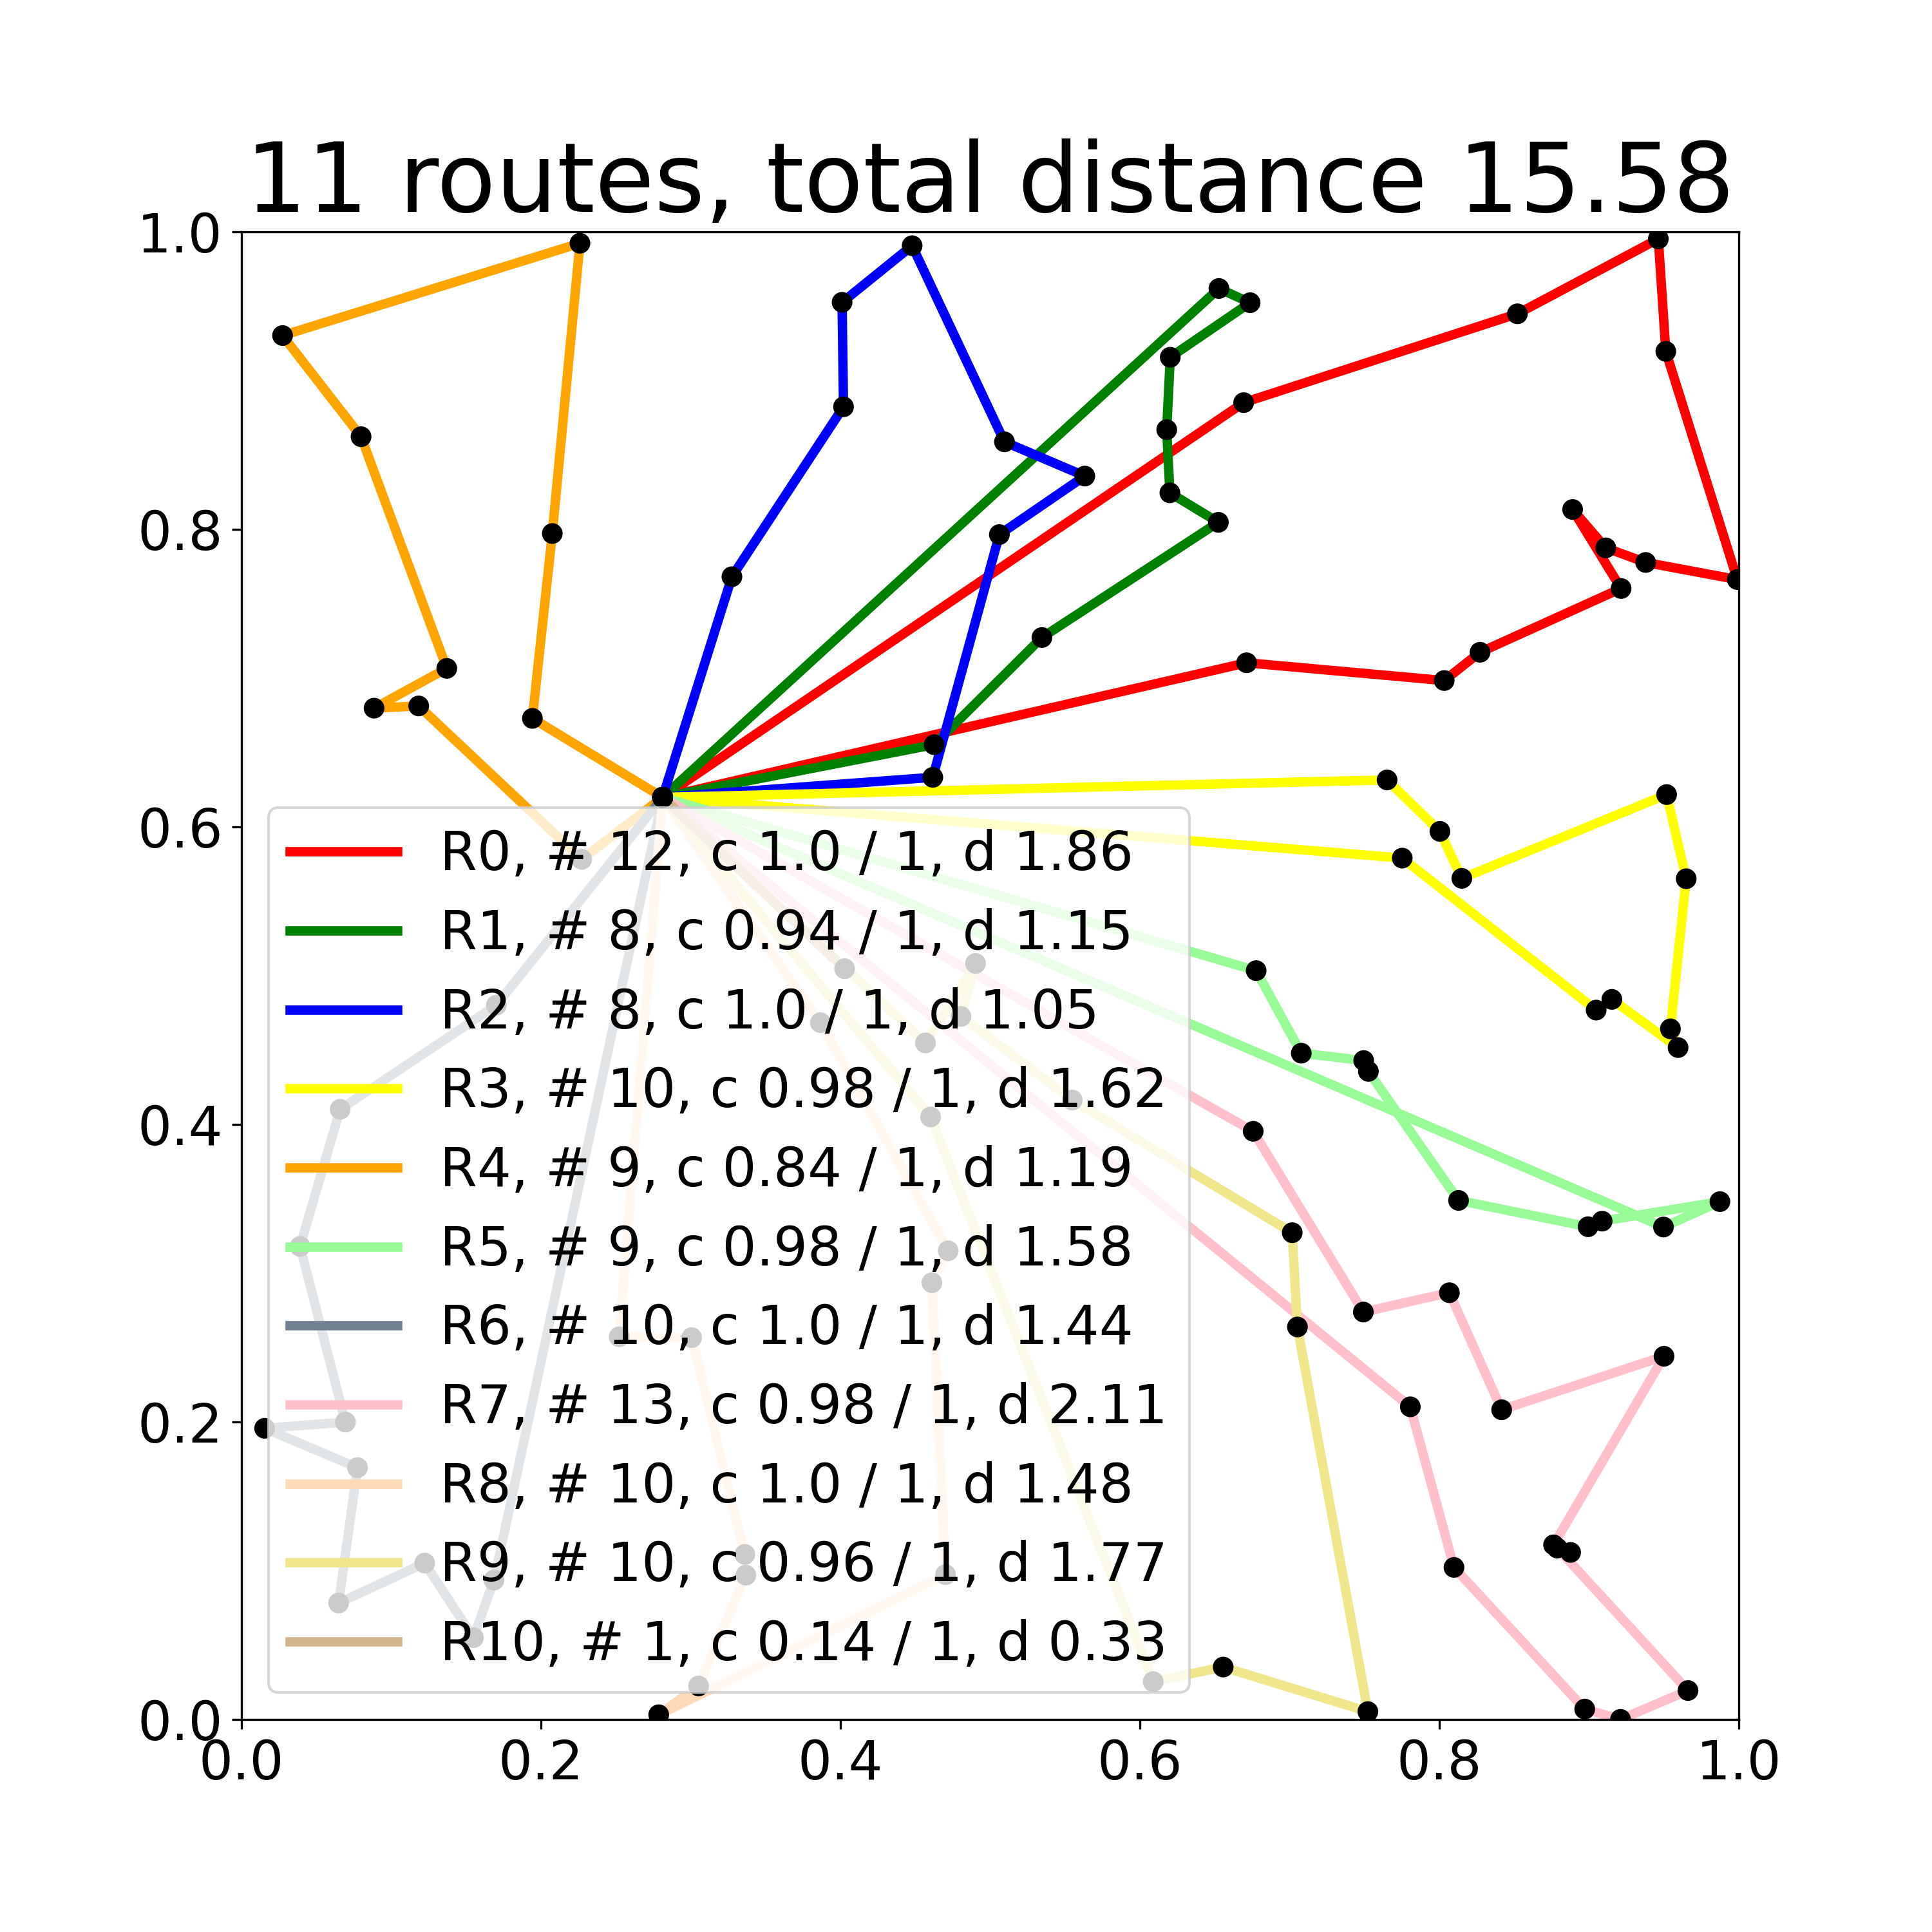 11 routes, total distance 15.58
1.0
0.8
0.6
0.4
0.2
0.0
R0, # 12, c 1.0 / 1, d 1.86
R1, # 8, c 0.94 / 1, d 1.15
R2, # 8, c 1.0 / 1, d 1.05
R3, # 10, c 0.98 / 1, d 1.62
R4, # 9, c 0.84 / 1, d 1.19
R5, # 9, c 0.98 / 1, d 1.58
R6, # 10, c 1.0 / 1, d 1.44
R7, # 13, c 0.98 / 1, d 2.11
R8, # 10, c 1.0 / 1, d 1.48
R9, # 10, c 0.96 / 1, d 1.77
R10, # 1, c 0.14 / 1, d 0.33
0.0 0.2 0.4 0.6 0.8 1.0